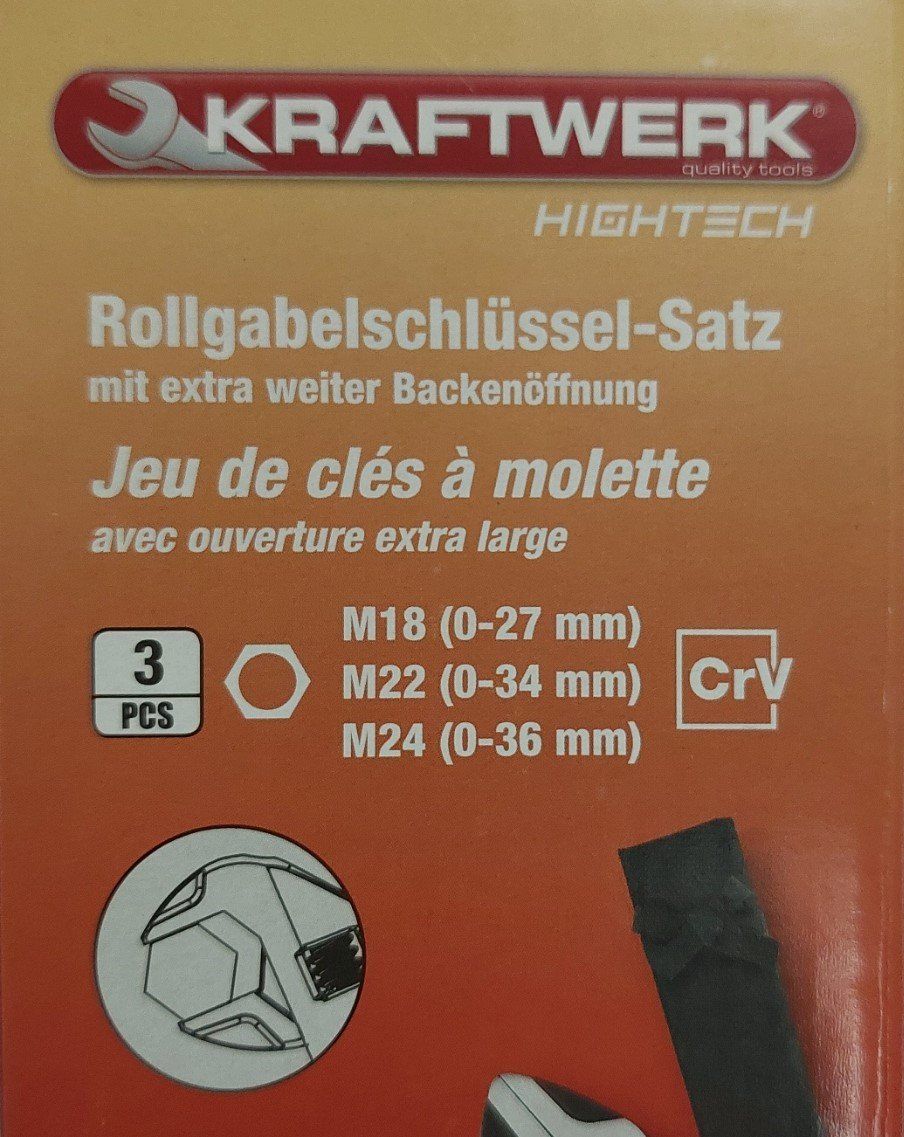 KRAFTWERK®
quality tools
HIGHTECH
Rollgabelschlüssel-Satz
mit extra weiter Backenöffnung
Jeu de clés à molette
avec ouverture extra large
3
PCS
M18 (0-27 mm)
M22 (0-34 mm)
M24 (0-36 mm)
CrV